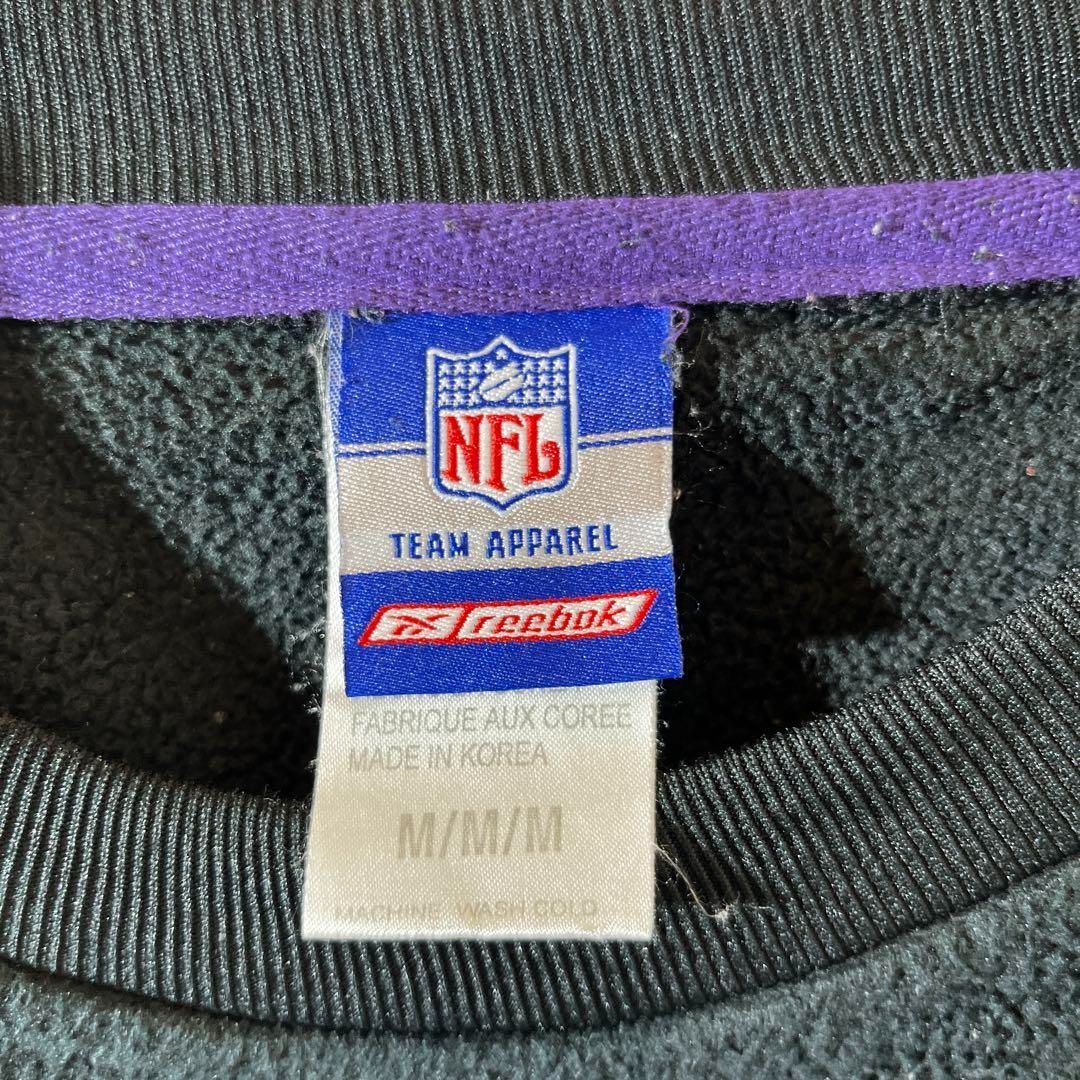 NFL
TEAM APPAREL
Reebok
FABRIQUE AUX COREE
MADE IN KOREA
M/M/M
MACHINE WASH COLD